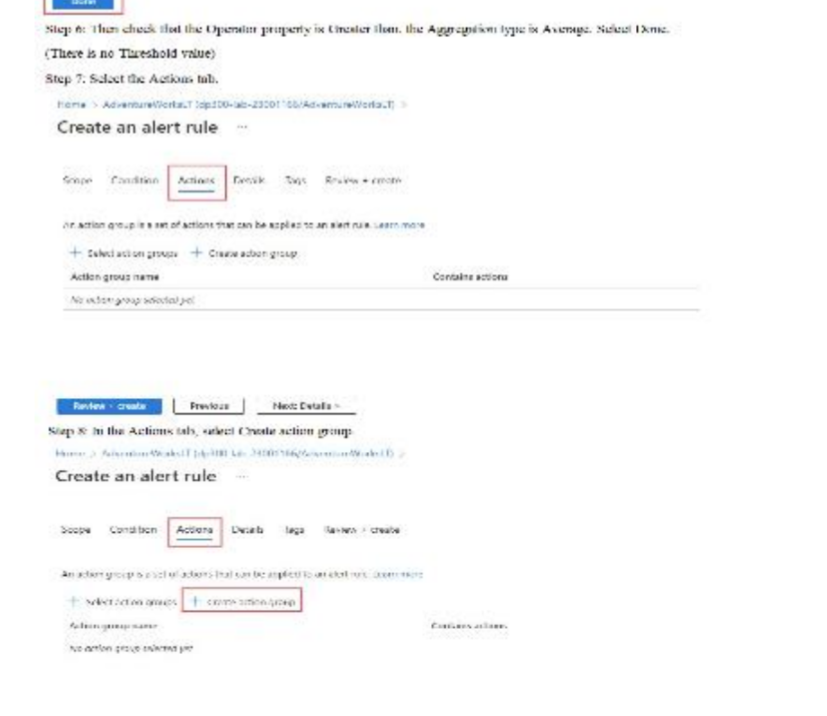 Step 6: Then check that the Operator property is Greater than, the Aggregation type is Average. Select Done.
(There is no Threshold value)
Step 7: Select the Actions tab.
Home > AdventureWorksLT (dp300-lab-23001166/AdventureWorksLT) >
Create an alert rule ...
Scope Condition Actions Details Tags Review + create
An action group is a set of actions that can be applied to an alert rule. Learn more
+ Select action groups + Create action group
Action group name Contains actions
No action group selected yet
Review + create Previous Next: Details >
Step 8: In the Actions tab, select Create action group.
Home > AdventureWorksLT (dp300-lab-23001166/AdventureWorksLT) >
Create an alert rule ...
Scope Condition Actions Details Tags Review + create
An action group is a set of actions that can be applied to an alert rule. Learn more
+ Select action groups + Create action group
Action group name Contains actions
No action group selected yet